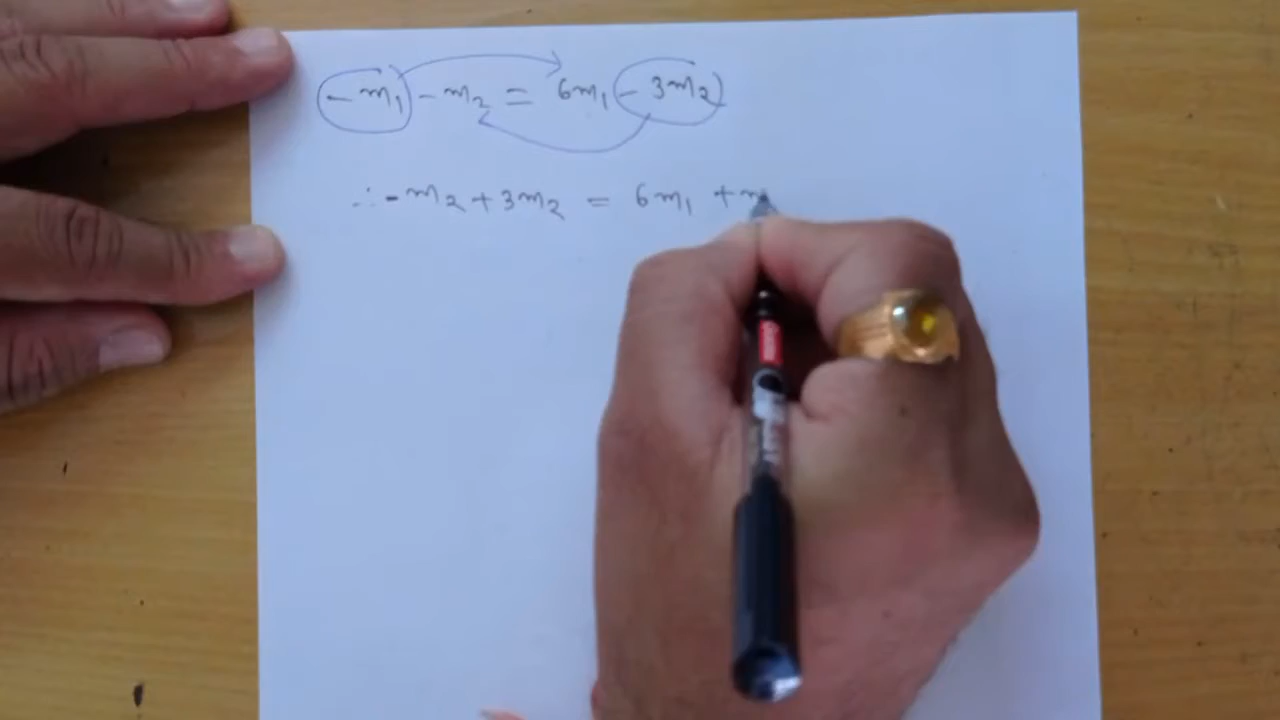 - m₁ - m₂ = 6m₁ - 3m₂
∴ - m₂ + 3m₂ = 6m₁ + m